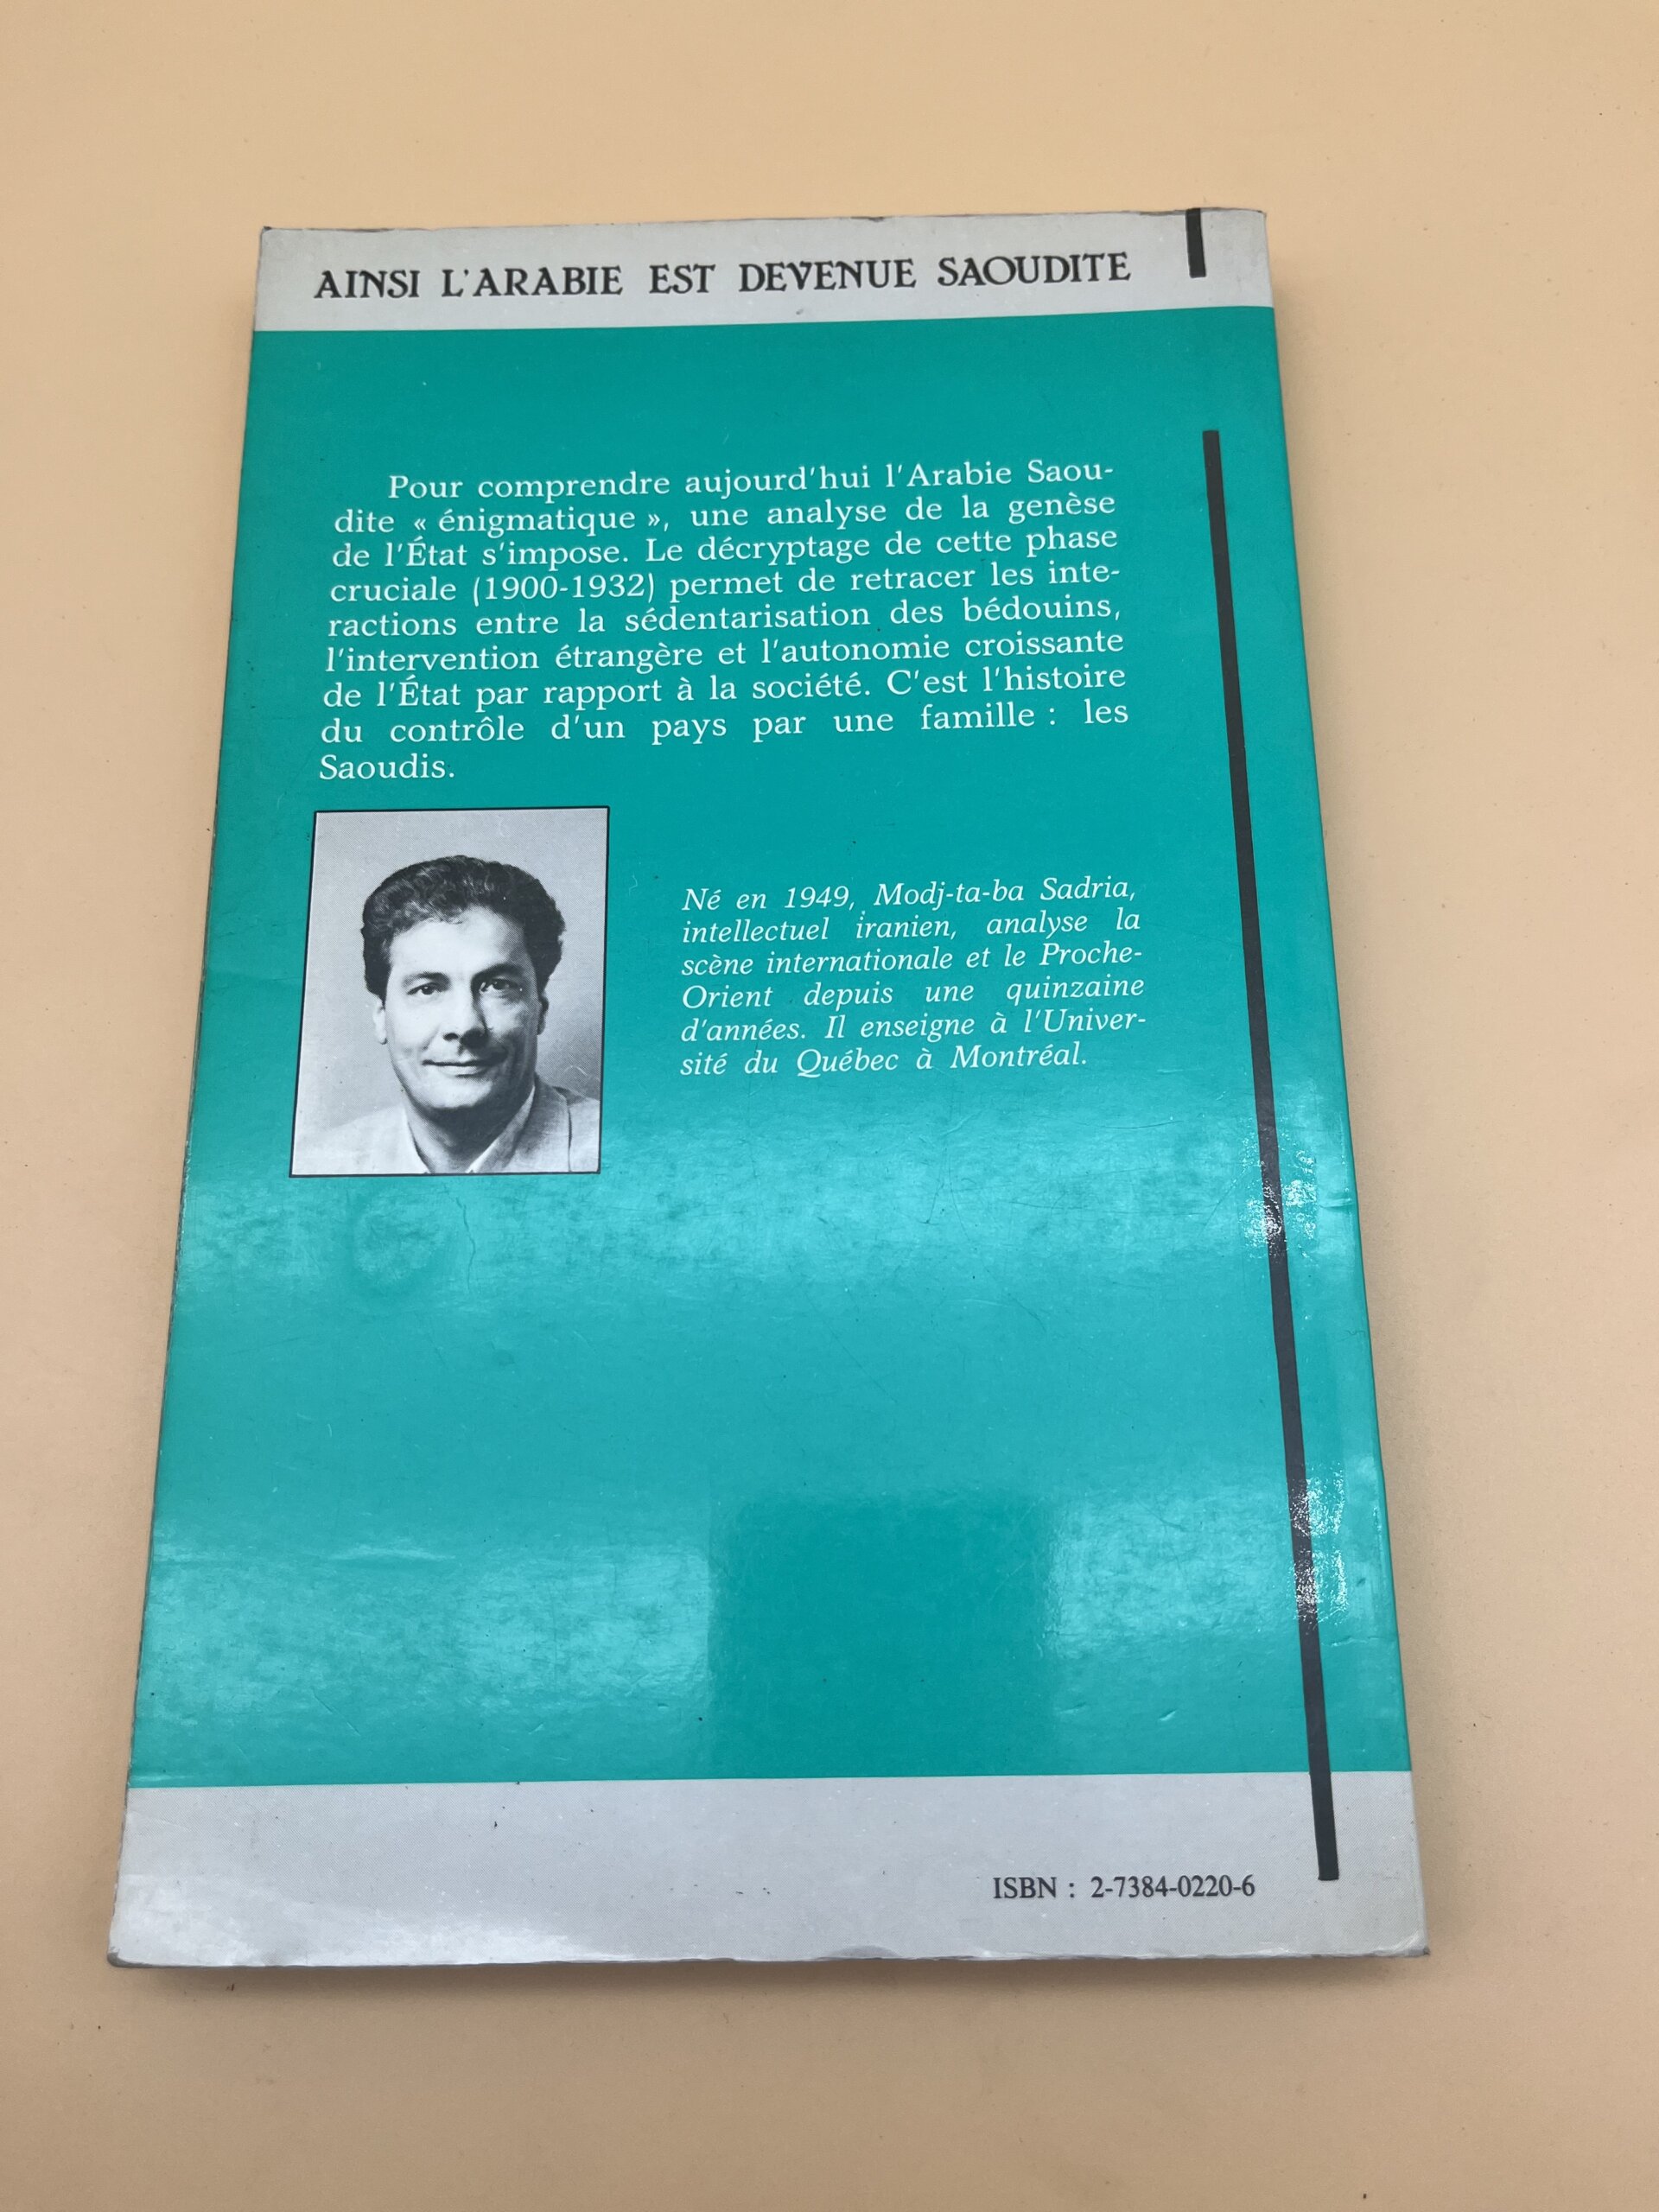 AINSI L'ARABIE EST DEVENUE SAOUDITE
Pour comprendre aujourd'hui l'Arabie Saou-
dite « énigmatique », une analyse de la genèse
de l'État s'impose. Le décryptage de cette phase
cruciale (1900-1932) permet de retracer les inte-
ractions entre la sédentarisation des bédouins,
l'intervention étrangère et l'autonomie croissante
de l'État par rapport à la société. C'est l'histoire
du contrôle d'un pays par une famille : les
Saoudis.
Né en 1949, Modj-ta-ba Sadria,
intellectuel iranien, analyse la
scène internationale et le Proche-
Orient depuis une quinzaine
d'années. Il enseigne à l'Univer-
sité du Québec à Montréal.
ISBN : 2-7384-0220-6